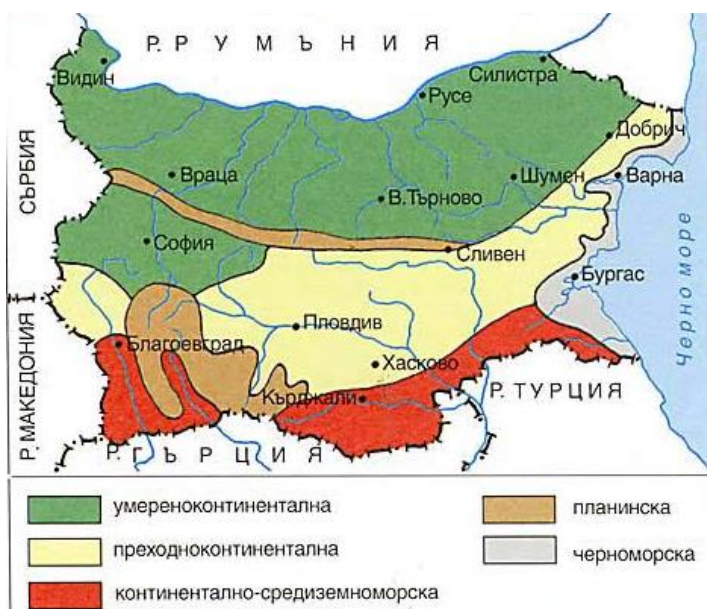 Р. Р У М Ъ Н И Я
Видин
Силистра
Русе
Добрич
Враца
Шумен
Варна
В.Търново
СЪРБИЯ
София
Сливен
Бургас
Черно море
Пловдив
Благоевград
Хасково
Р. МАКЕДОНИЯ
Кърджали
Р. ТУРЦИЯ
Р. Г Ъ Р Ц И Я
умереноконтинентална
планинска
преходноконтинентална
черноморска
континентално-средиземноморска